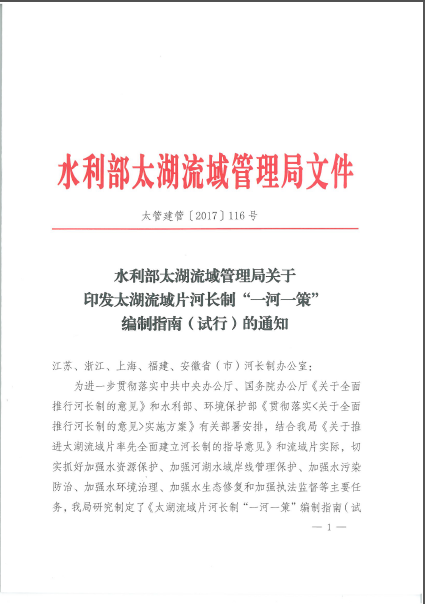 水利部太湖流域管理局文件
太管建管〔2017〕116号
水利部太湖流域管理局关于
印发太湖流域片河长制“一河一策”
编制指南（试行）的通知
江苏、浙江、上海、福建、安徽省（市）河长制办公室：
为进一步贯彻落实中共中央办公厅、国务院办公厅《关于全面
推行河长制的意见》和水利部、环境保护部《贯彻落实<关于全面
推行河长制的意见>实施方案》有关部署安排，结合我局《关于推
进太湖流域片率先全面建立河长制的指导意见》和流域片实际，切
实抓好加强水资源保护、加强河湖水域岸线管理保护、加强水污染
防治、加强水环境治理、加强水生态修复和加强执法监督等主要任
务，我局研究制定了《太湖流域片河长制“一河一策”编制指南（试
— 1 —